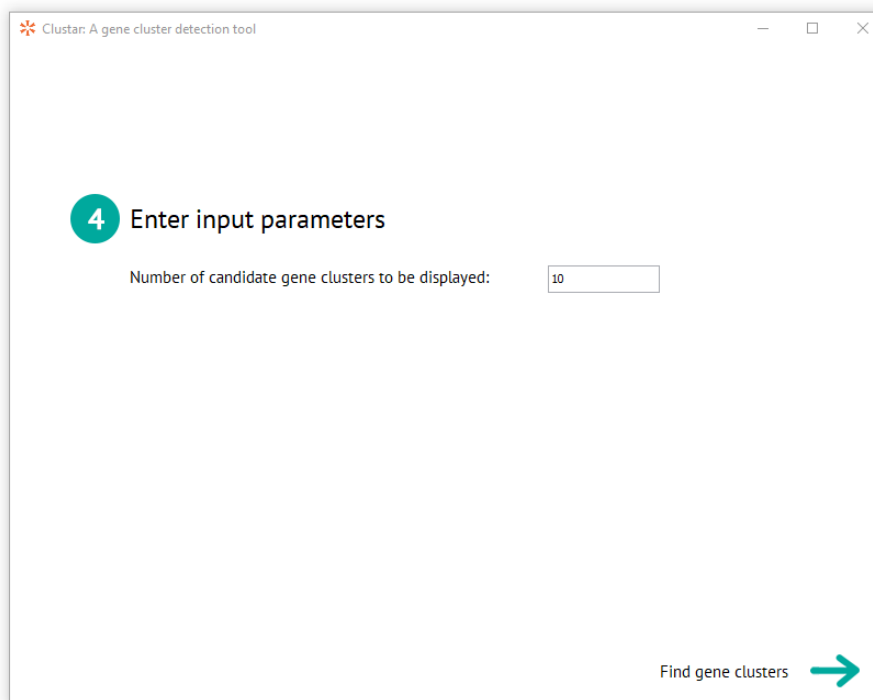 Clustar: A gene cluster detection tool
4 Enter input parameters
Number of candidate gene clusters to be displayed: 10
Find gene clusters